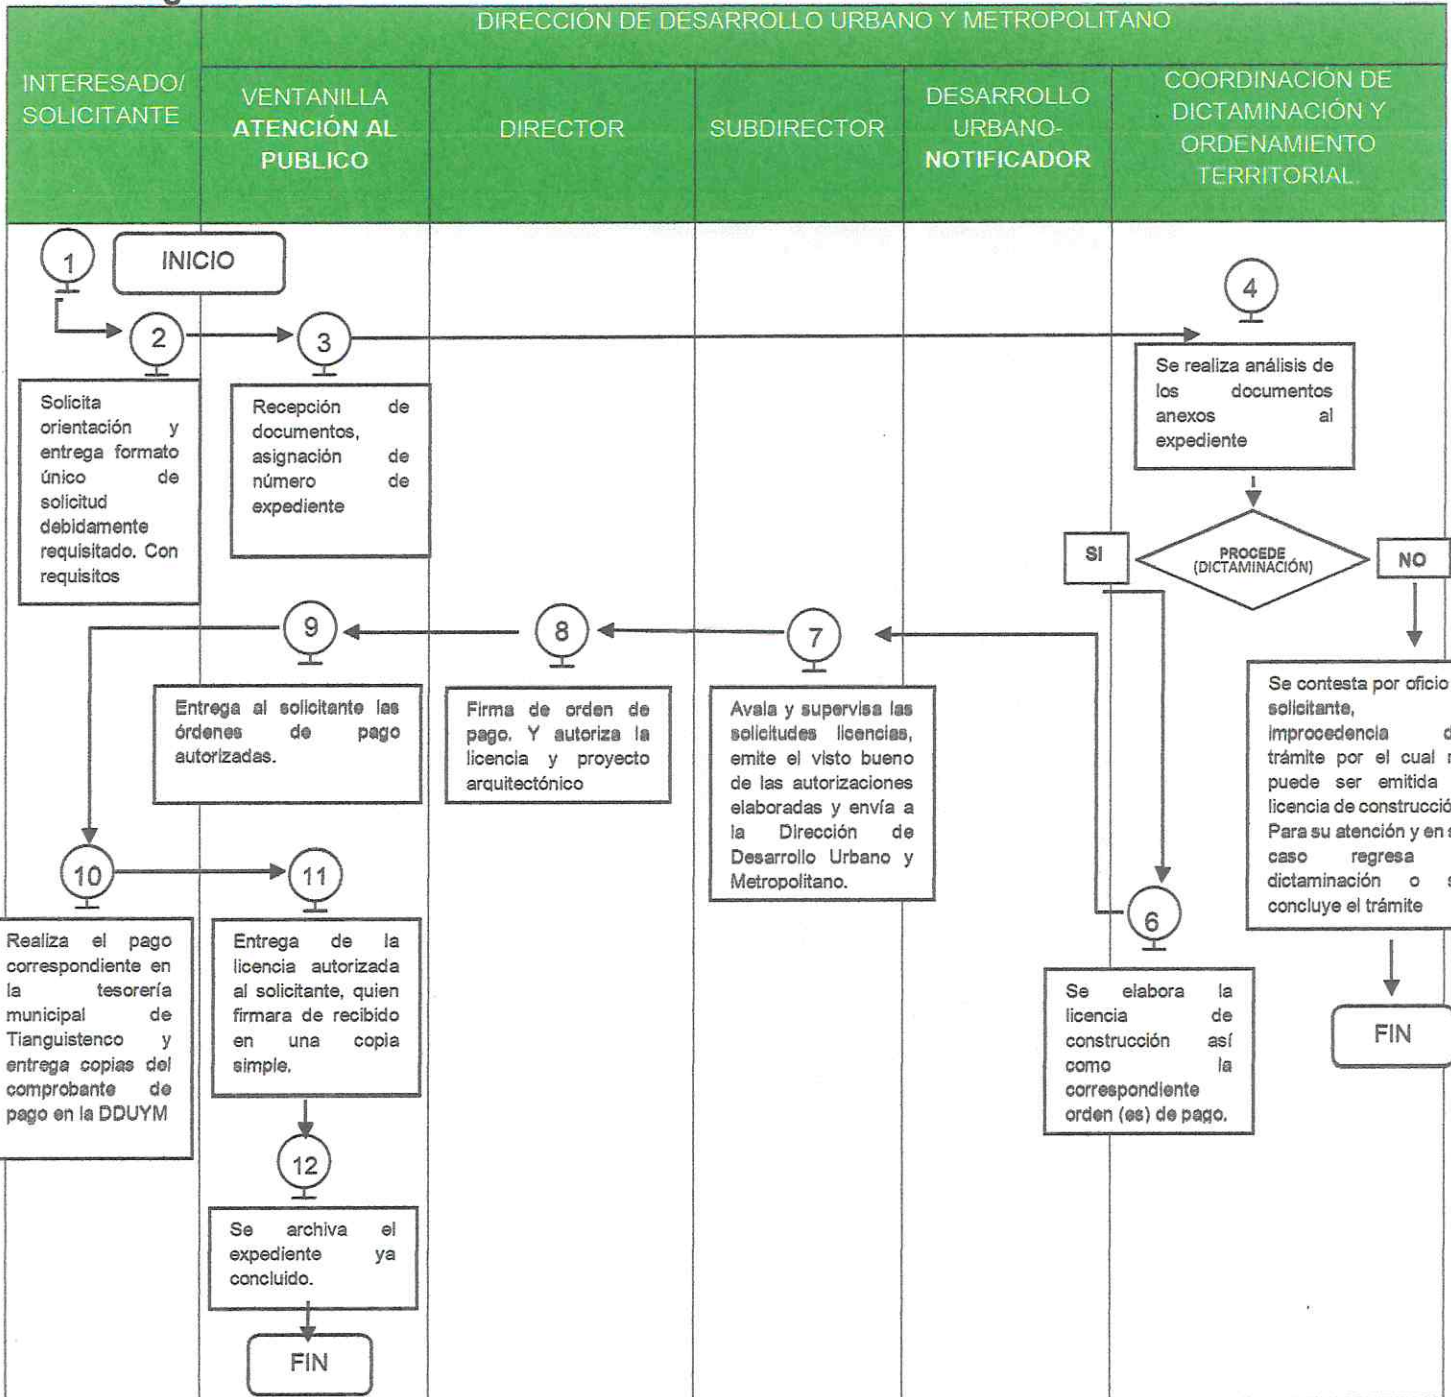 DIRECCIÓN DE DESARROLLO URBANO Y METROPOLITANO
INTERESADO/
SOLICITANTE
VENTANILLA
ATENCIÓN AL
PUBLICO
DIRECTOR
SUBDIRECTOR
DESARROLLO
URBANO-
NOTIFICADOR
COORDINACIÓN DE
DICTAMINACIÓN Y
ORDENAMIENTO
TERRITORIAL.
1
INICIO
2
Solicita
orientación y
entrega formato
único de
solicitud
debidamente
requisitado. Con
requisitos
3
Recepción de
documentos,
asignación de
número de
expediente
4
Se realiza análisis de
los documentos
anexos al
expediente
SI
PROCEDE
(DICTAMINACIÓN)
NO
Se contesta por oficio
solicitante,
improcedencia
trámite por el cual
puede ser emitida
licencia de
Para su atención y en
caso regresa
dictaminación o
concluye el trámite
FIN
6
Se elabora la
licencia de
construcción así
como la
correspondiente
orden (es) de pago.
7
Avala y supervisa las
solicitudes licencias,
emite el visto bueno
de las autorizaciones
elaboradas y envía a
la Dirección de
Desarrollo Urbano y
Metropolitano.
8
Firma de orden de
pago. Y autoriza la
licencia y proyecto
arquitectónico
9
Entrega al solicitante las
órdenes de pago
autorizadas.
10
Realiza el pago
correspondiente en
la tesorería
municipal de
Tianguistenco y
entrega copias del
comprobante de
pago en la DDUYM
11
Entrega de la
licencia autorizada
al solicitante, quien
firmara de recibido
en una copia
simple.
12
Se archiva el
expediente ya
concluido.
FIN